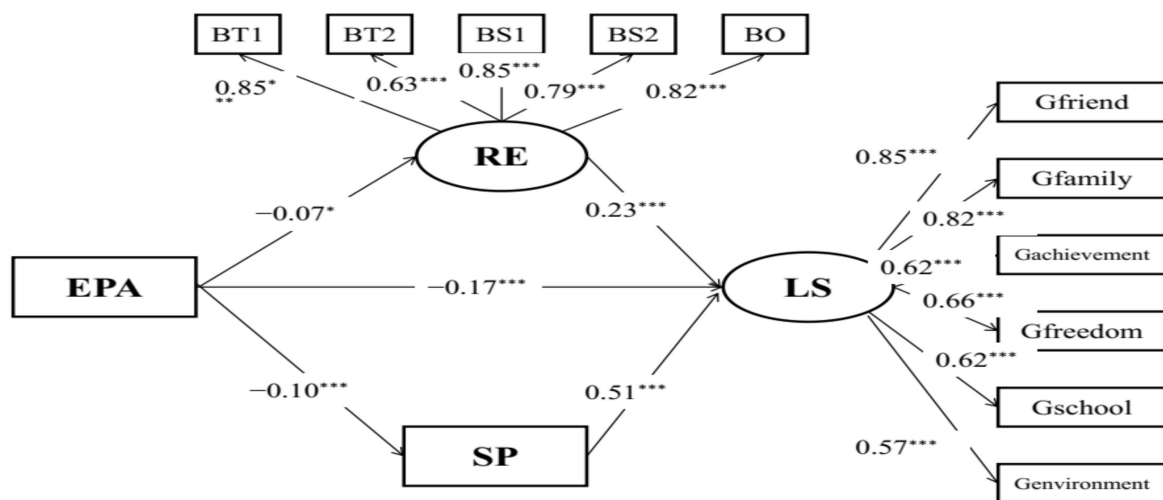 BT1 BT2 BS1 BS2 BO
0.85*
**
0.63***
0.85***
0.79***
0.82***
Gfriend
RE
0.85***
Gfamily
−0.07*
0.23***
0.82***
Gachievement
EPA
−0.17***
LS
0.62***
0.66***
Gfreedom
0.62***
−0.10***
0.51***
Gschool
SP
0.57***
Genvironment